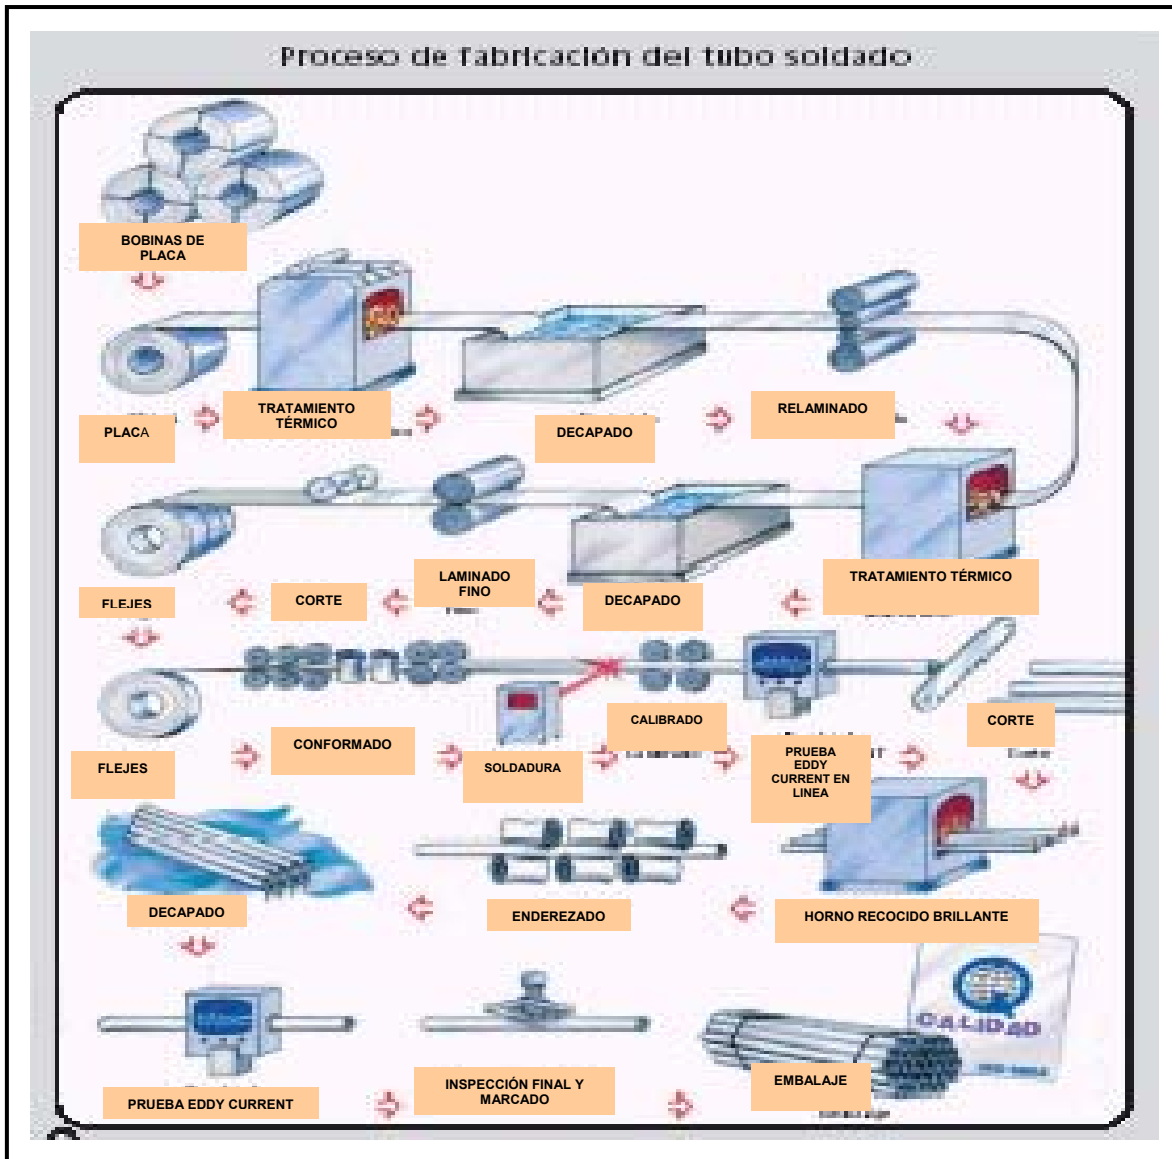 Proceso de fabricación del tubo soldado
BOBINAS DE
PLACA
PLACA
TRATAMIENTO
TÉRMICO
DECAPADO
RELAMINADO
FLEJES
CORTE
LAMINADO
FINO
DECAPADO
TRATAMIENTO TÉRMICO
FLEJES
CONFORMADO
SOLDADURA
CALIBRADO
PRUEBA
EDDY
CURRENT EN
LINEA
CORTE
DECAPADO
ENDEREZADO
HORNO RECOCIDO BRILLANTE
CALIDAD
PRUEBA EDDY CURRENT
INSPECCIÓN FINAL Y
MARCADO
EMBALAJE